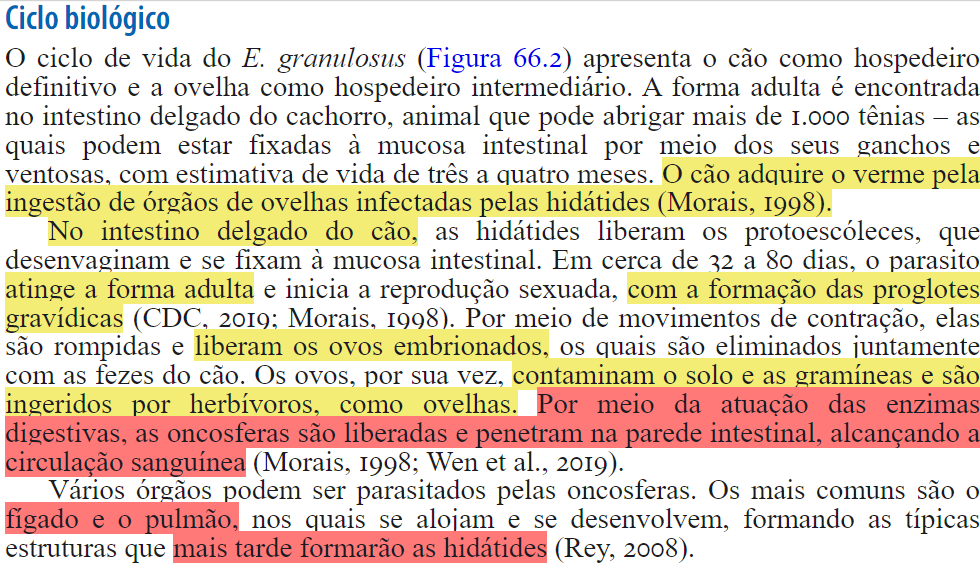 Ciclo biológico
O ciclo de vida do E. granulosus (Figura 66.2) apresenta o cão como hospedeiro
definitivo e a ovelha como hospedeiro intermediário. A forma adulta é encontrada
no intestino delgado do cachorro, animal que pode abrigar mais de 1.000 tênias – as
quais podem estar fixadas à mucosa intestinal por meio dos seus ganchos e
ventosas, com estimativa de vida de três a quatro meses. O cão adquire o verme pela
ingestão de órgãos de ovelhas infectadas pelas hidátides (Morais, 1998).
No intestino delgado do cão, as hidátides liberam os protoescóleces, que
desenvaginam e se fixam à mucosa intestinal. Em cerca de 32 a 80 dias, o parasito
atinge a forma adulta e inicia a reprodução sexuada, com a formação das proglotes
gravídicas (CDC, 2019; Morais, 1998). Por meio de movimentos de contração, elas
são rompidas e liberam os ovos embrionados, os quais são eliminados juntamente
com as fezes do cão. Os ovos, por sua vez, contaminam o solo e as gramíneas e são
ingeridos por herbívoros, como ovelhas. Por meio da atuação das enzimas
digestivas, as oncosferas são liberadas e penetram na parede intestinal, alcançando a
circulação sanguínea (Morais, 1998; Wen et al., 2019).
Vários órgãos podem ser parasitados pelas oncosferas. Os mais comuns são o
fígado e o pulmão, nos quais se alojam e se desenvolvem, formando as típicas
estruturas que mais tarde formarão as hidátides (Rey, 2008).